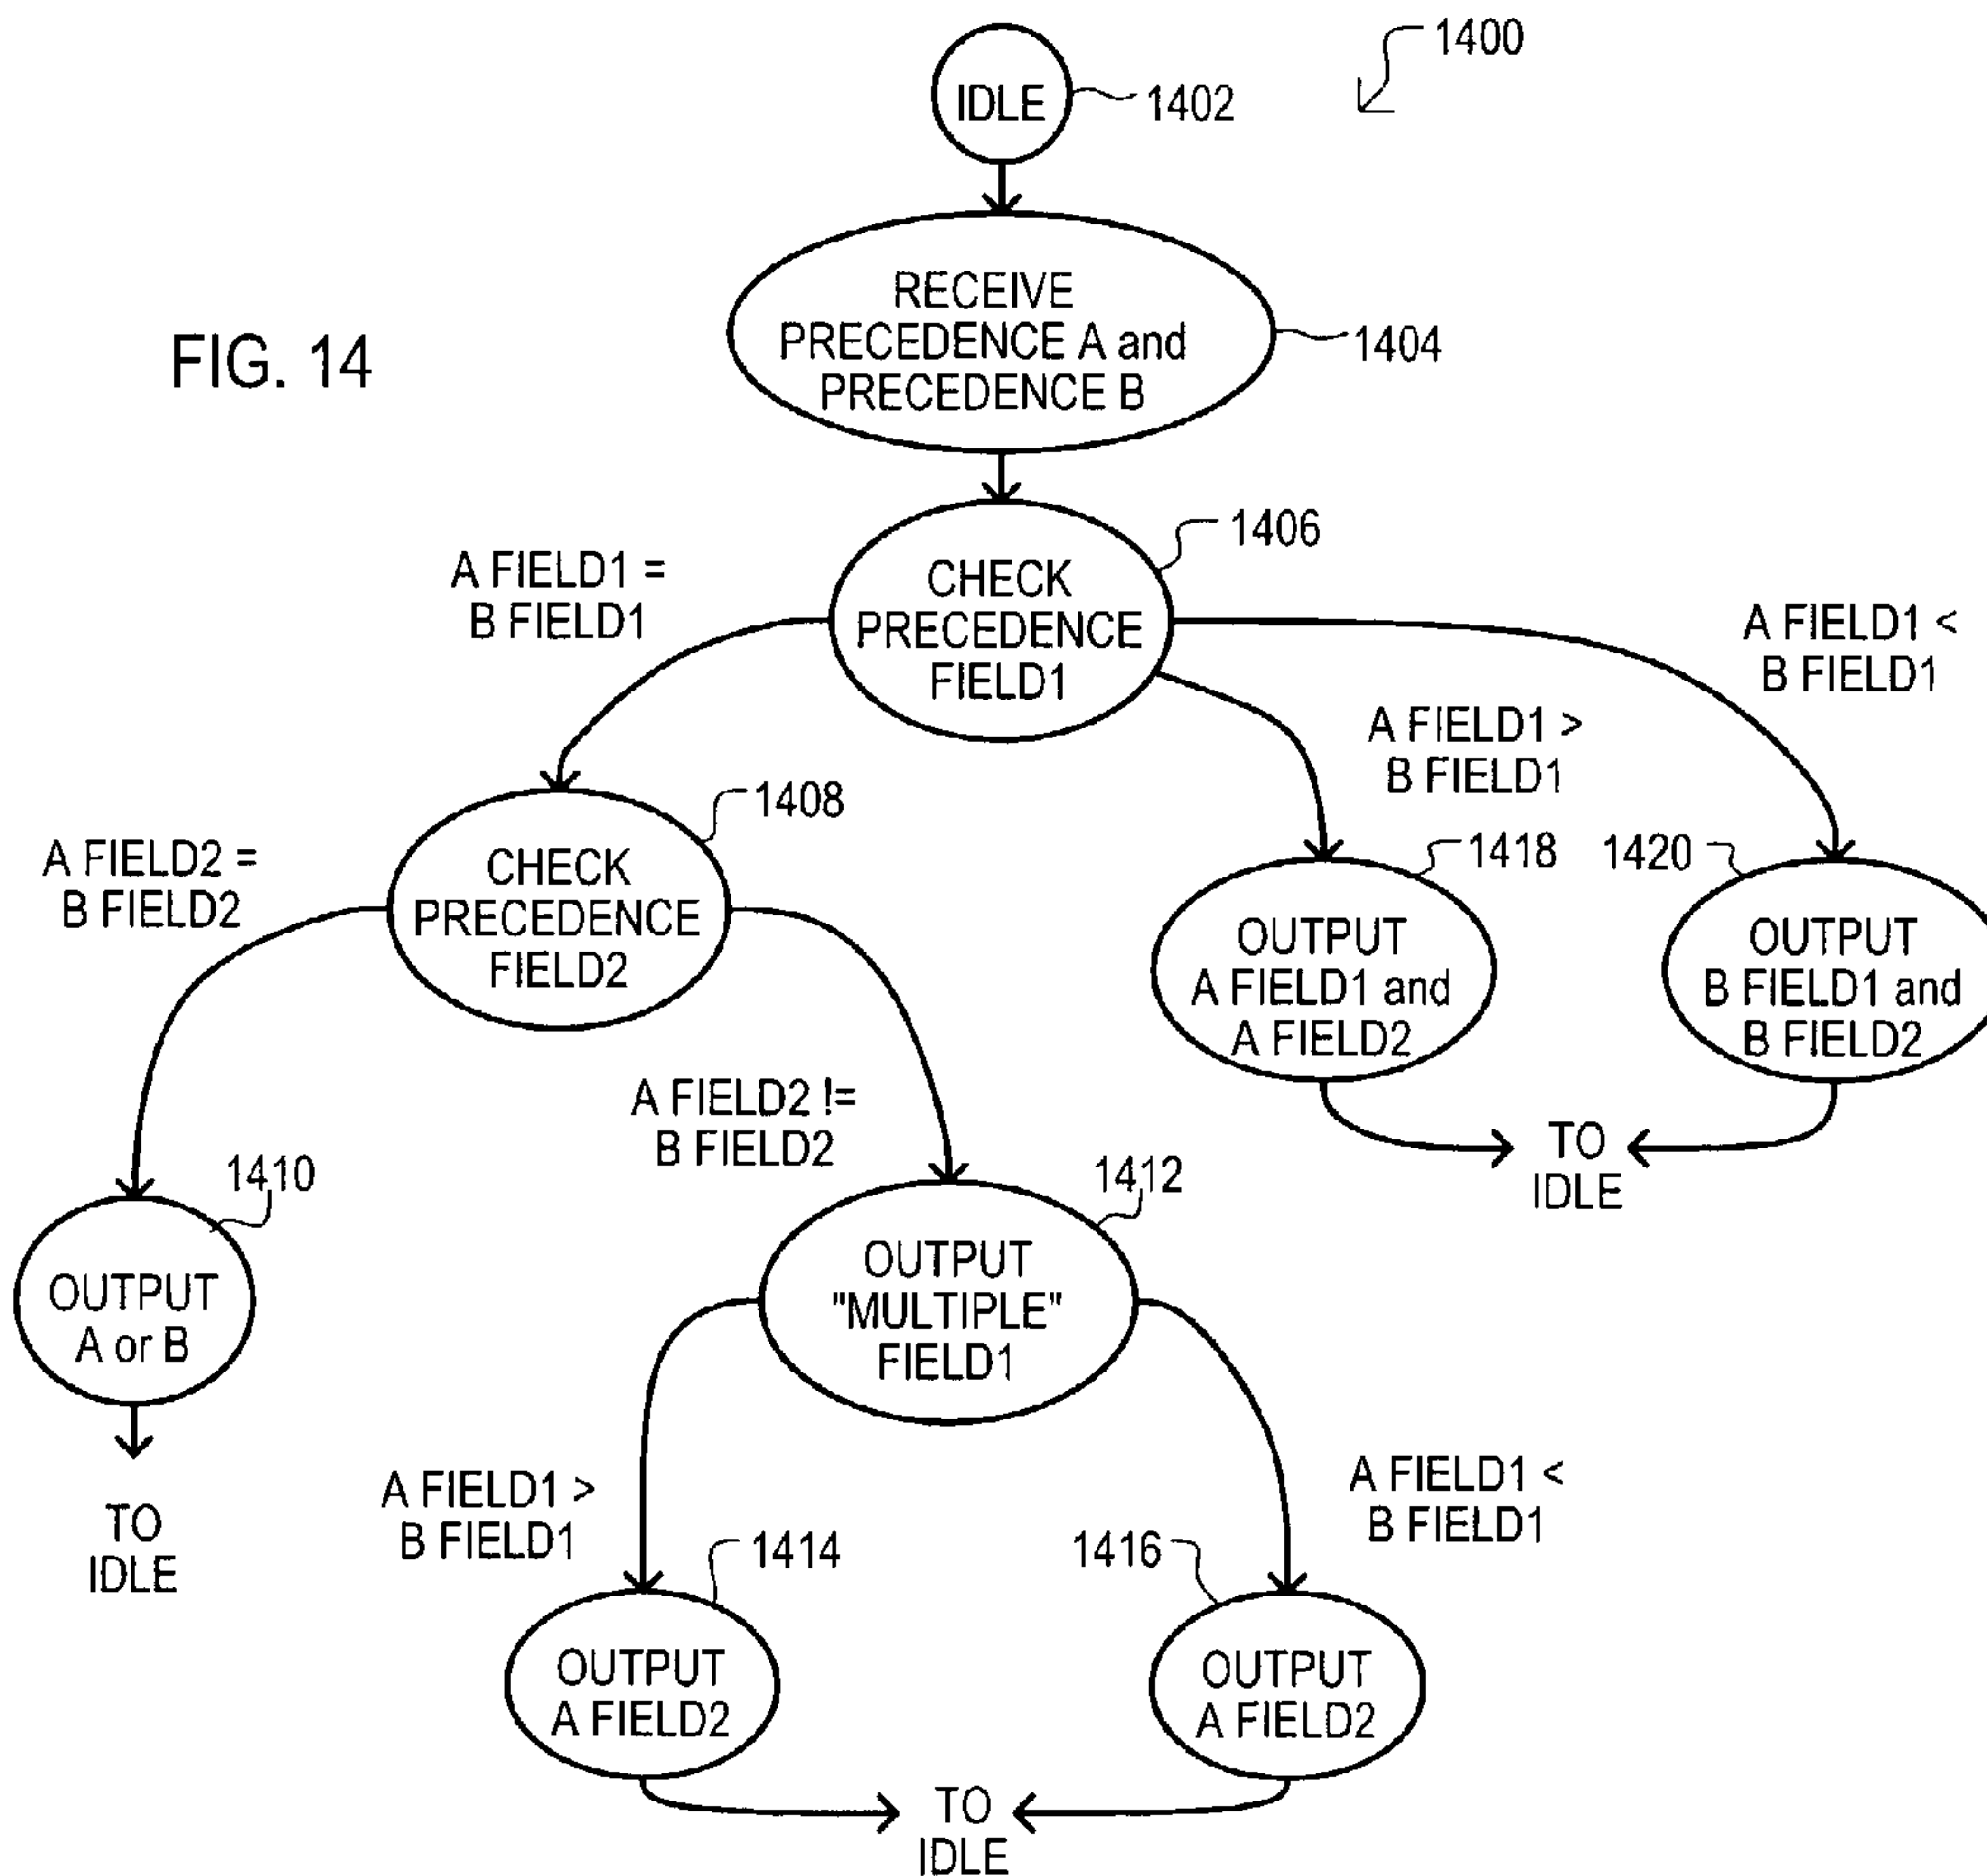 1400
IDLE
1402
FIG. 14
RECEIVE
PRECEDENCE A and
PRECEDENCE B
1404
1406
CHECK
PRECEDENCE
FIELD1
A FIELD1 =
B FIELD1
A FIELD1 <
B FIELD1
A FIELD1 >
B FIELD1
1408
CHECK
PRECEDENCE
FIELD2
A FIELD2 =
B FIELD2
1418
OUTPUT
A FIELD1 and
A FIELD2
1420
OUTPUT
B FIELD1 and
B FIELD2
A FIELD2 !=
B FIELD2
TO
IDLE
1410
OUTPUT
A or B
TO
IDLE
1412
OUTPUT
"MULTIPLE"
FIELD1
A FIELD1 >
B FIELD1
A FIELD1 <
B FIELD1
1414
OUTPUT
A FIELD2
1416
OUTPUT
A FIELD2
TO
IDLE